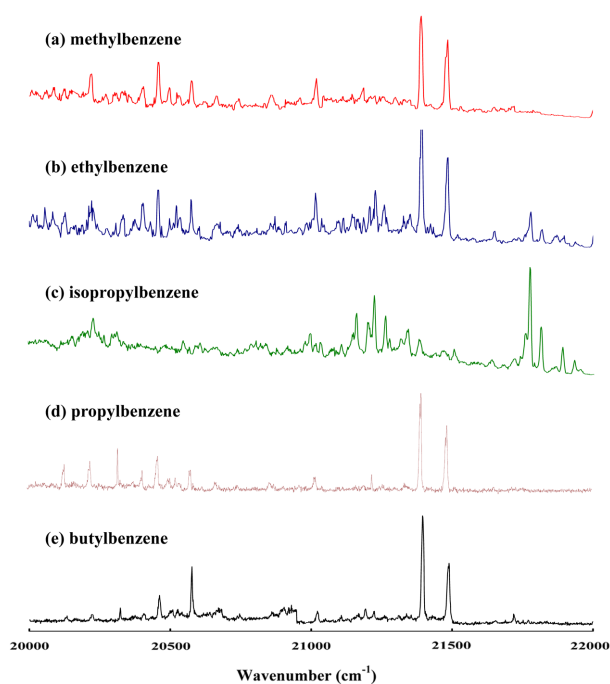 (a) methylbenzene
(b) ethylbenzene
(c) isopropylbenzene
(d) propylbenzene
(e) butylbenzene
20000 20500 21000 21500 22000
Wavenumber (cm⁻¹)